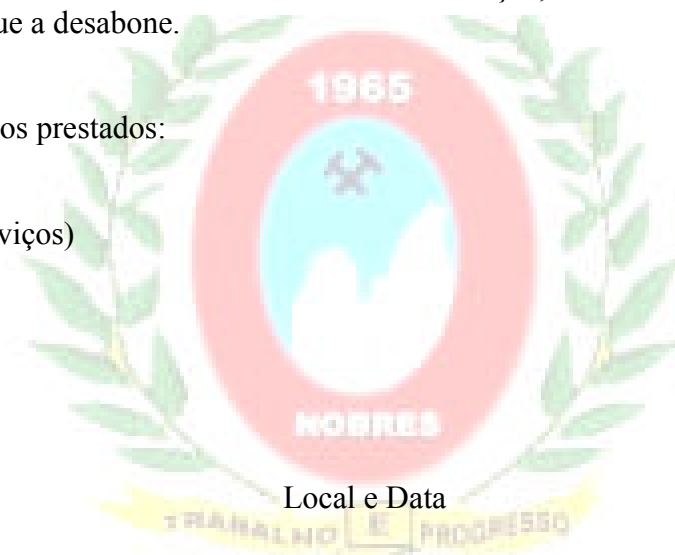 ue a desabone.
1965
os prestados:
viços)
NOBRES
Local e Data
TRABALHO E PROGRESSO